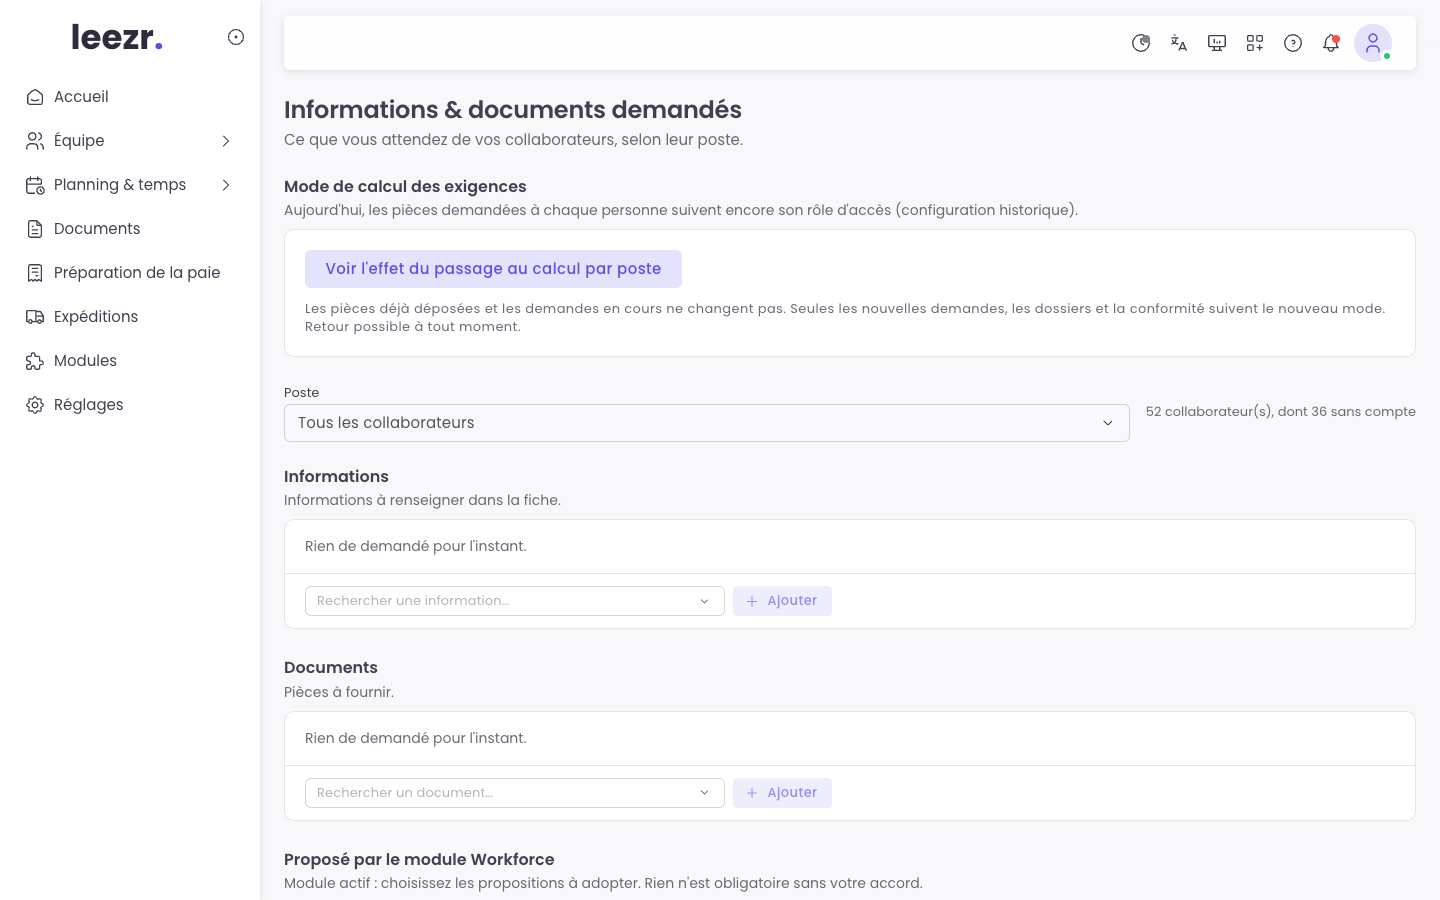 leezr.
Accueil
Équipe
Planning & temps
Documents
Préparation de la paie
Expéditions
Modules
Réglages
Informations & documents demandés
Ce que vous attendez de vos collaborateurs, selon leur poste.
Mode de calcul des exigences
Aujourd'hui, les pièces demandées à chaque personne suivent encore son rôle d'accès (configuration historique).
Voir l'effet du passage au calcul par poste
Les pièces déjà déposées et les demandes en cours ne changent pas. Seules les nouvelles demandes, les dossiers et la conformité suivent le nouveau mode.
Retour possible à tout moment.
Poste
Tous les collaborateurs
52 collaborateur(s), dont 36 sans compte
Informations
Informations à renseigner dans la fiche.
Rien de demandé pour l'instant.
Rechercher une information…
Ajouter
Documents
Pièces à fournir.
Rien de demandé pour l'instant.
Rechercher un document…
Ajouter
Proposé par le module Workforce
Module actif : choisissez les propositions à adopter. Rien n'est obligatoire sans votre accord.